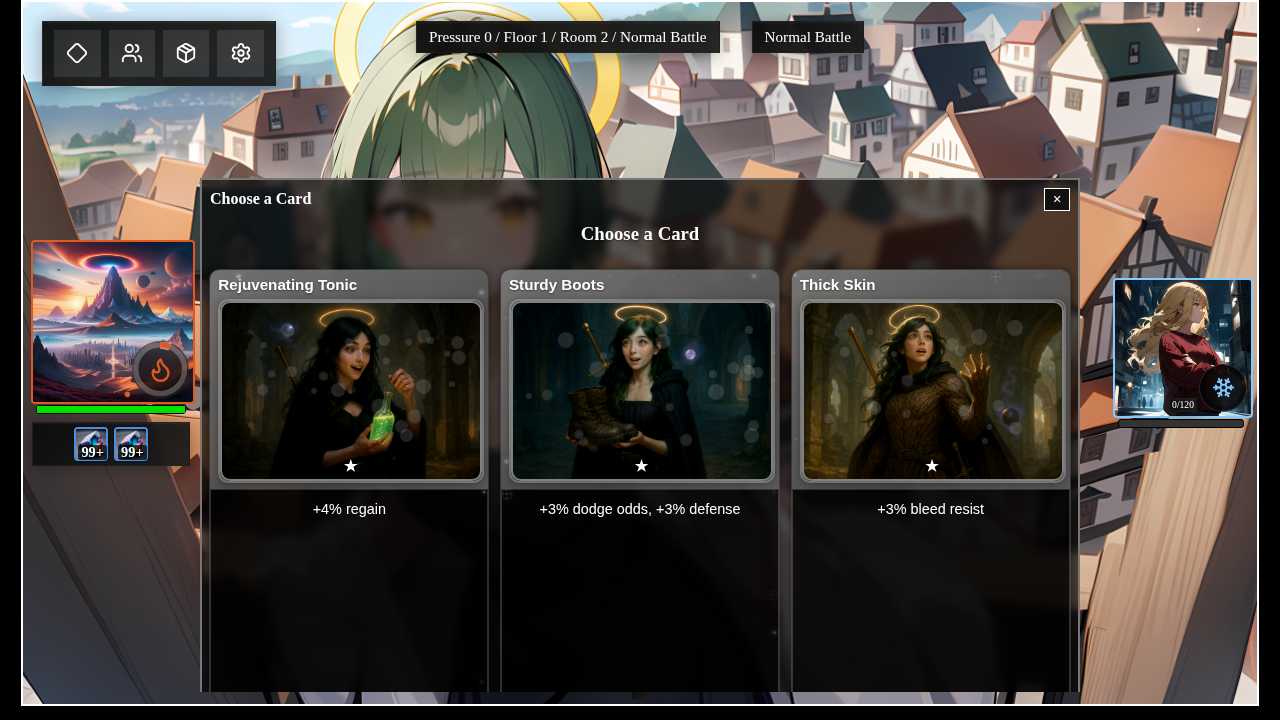 Pressure 0 / Floor 1 / Room 2 / Normal Battle
Normal Battle
Choose a Card
×
Choose a Card
Rejuvenating Tonic
Sturdy Boots
Thick Skin
★
★
★
+4% regain
+3% dodge odds, +3% defense
+3% bleed resist
99+
99+
0/120